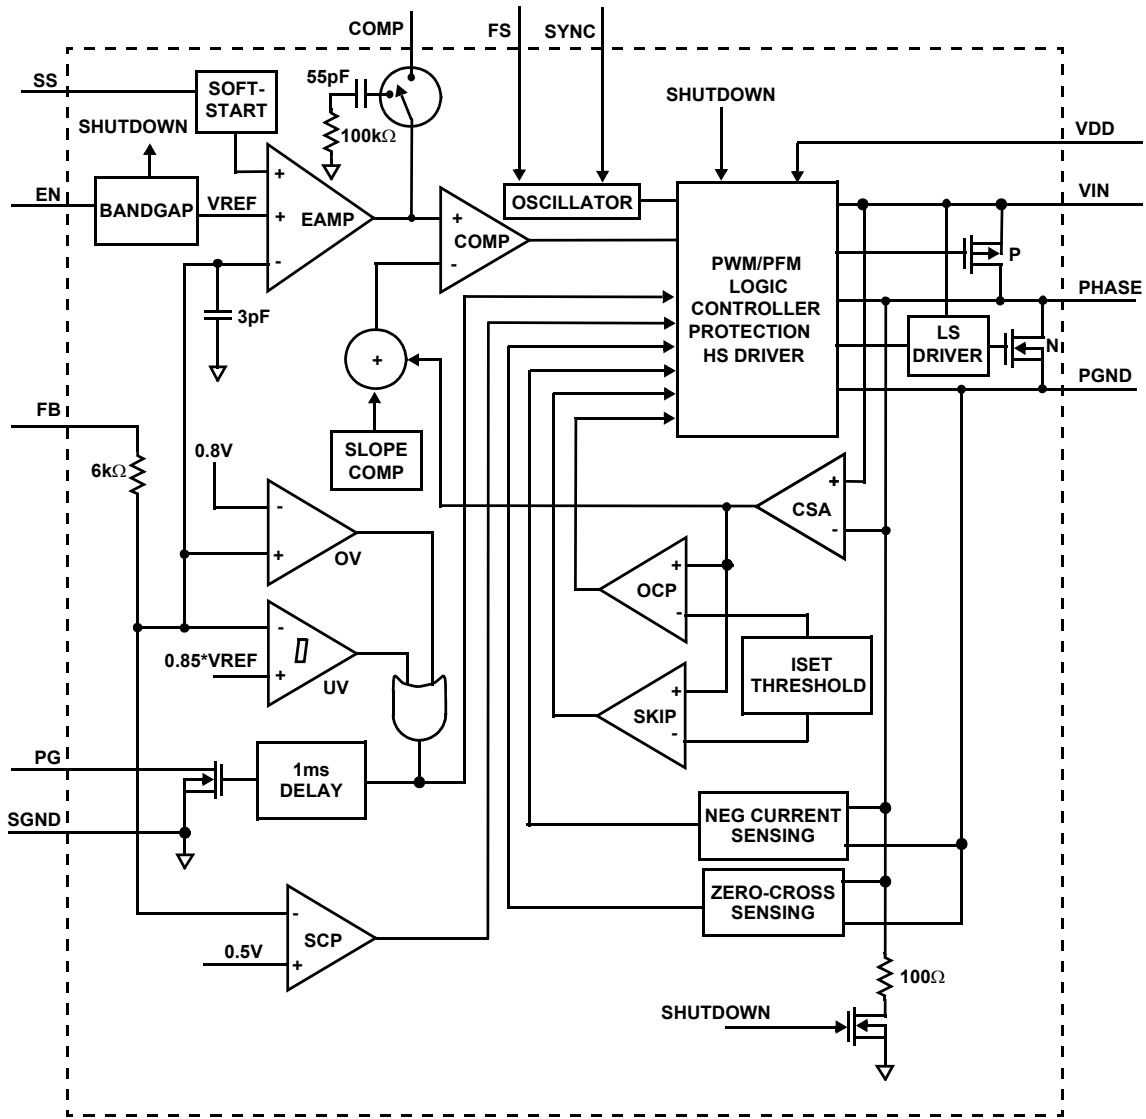 COMP
FS
SYNC
SS
SOFT-
START
55pF
100kΩ
SHUTDOWN
SHUTDOWN
VDD
EN
BANDGAP
VREF
+
+
-
EAMP
+
-
COMP
OSCILLATOR
PWM/PFM
LOGIC
CONTROLLER
PROTECTION
HS DRIVER
VIN
P
PHASE
LS
DRIVER
N
PGND
3pF
+
SLOPE
COMP
FB
6kΩ
0.8V
-
+
OV
-
+
UV
0.85*VREF
+
-
CSA
+
-
OCP
ISET
THRESHOLD
+
-
SKIP
PG
1ms
DELAY
SGND
NEG CURRENT
SENSING
ZERO-CROSS
SENSING
-
+
SCP
0.5V
100Ω
SHUTDOWN